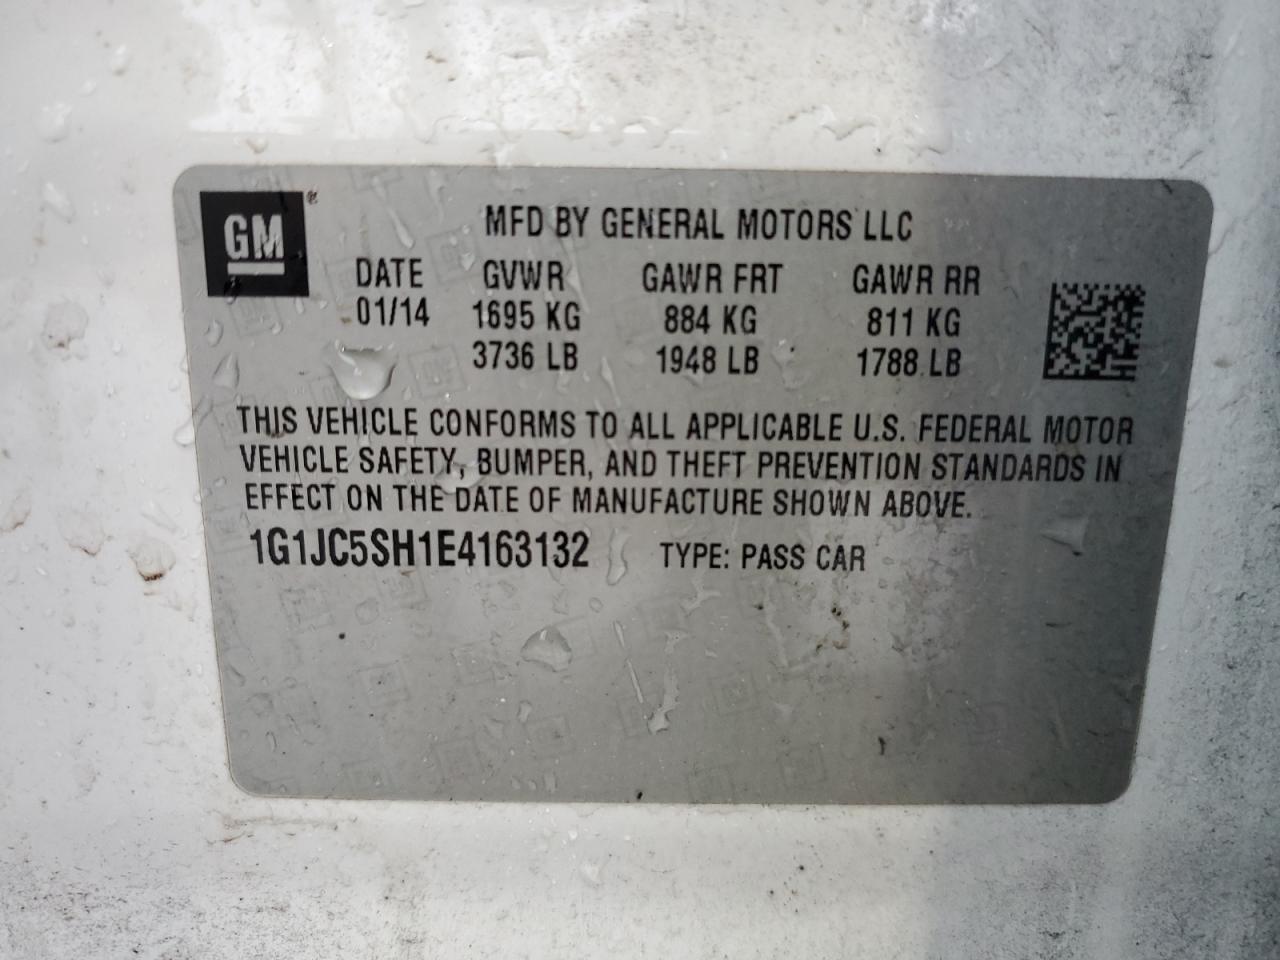 GM ®
MFD BY GENERAL MOTORS LLC
DATE GVWR GAWR FRT GAWR RR
01/14 1695 KG 884 KG 811 KG
3736 LB 1948 LB 1788 LB
THIS VEHICLE CONFORMS TO ALL APPLICABLE U.S. FEDERAL MOTOR
VEHICLE SAFETY, BUMPER, AND THEFT PREVENTION STANDARDS IN
EFFECT ON THE DATE OF MANUFACTURE SHOWN ABOVE.
1G1JC5SH1E4163132 TYPE: PASS CAR